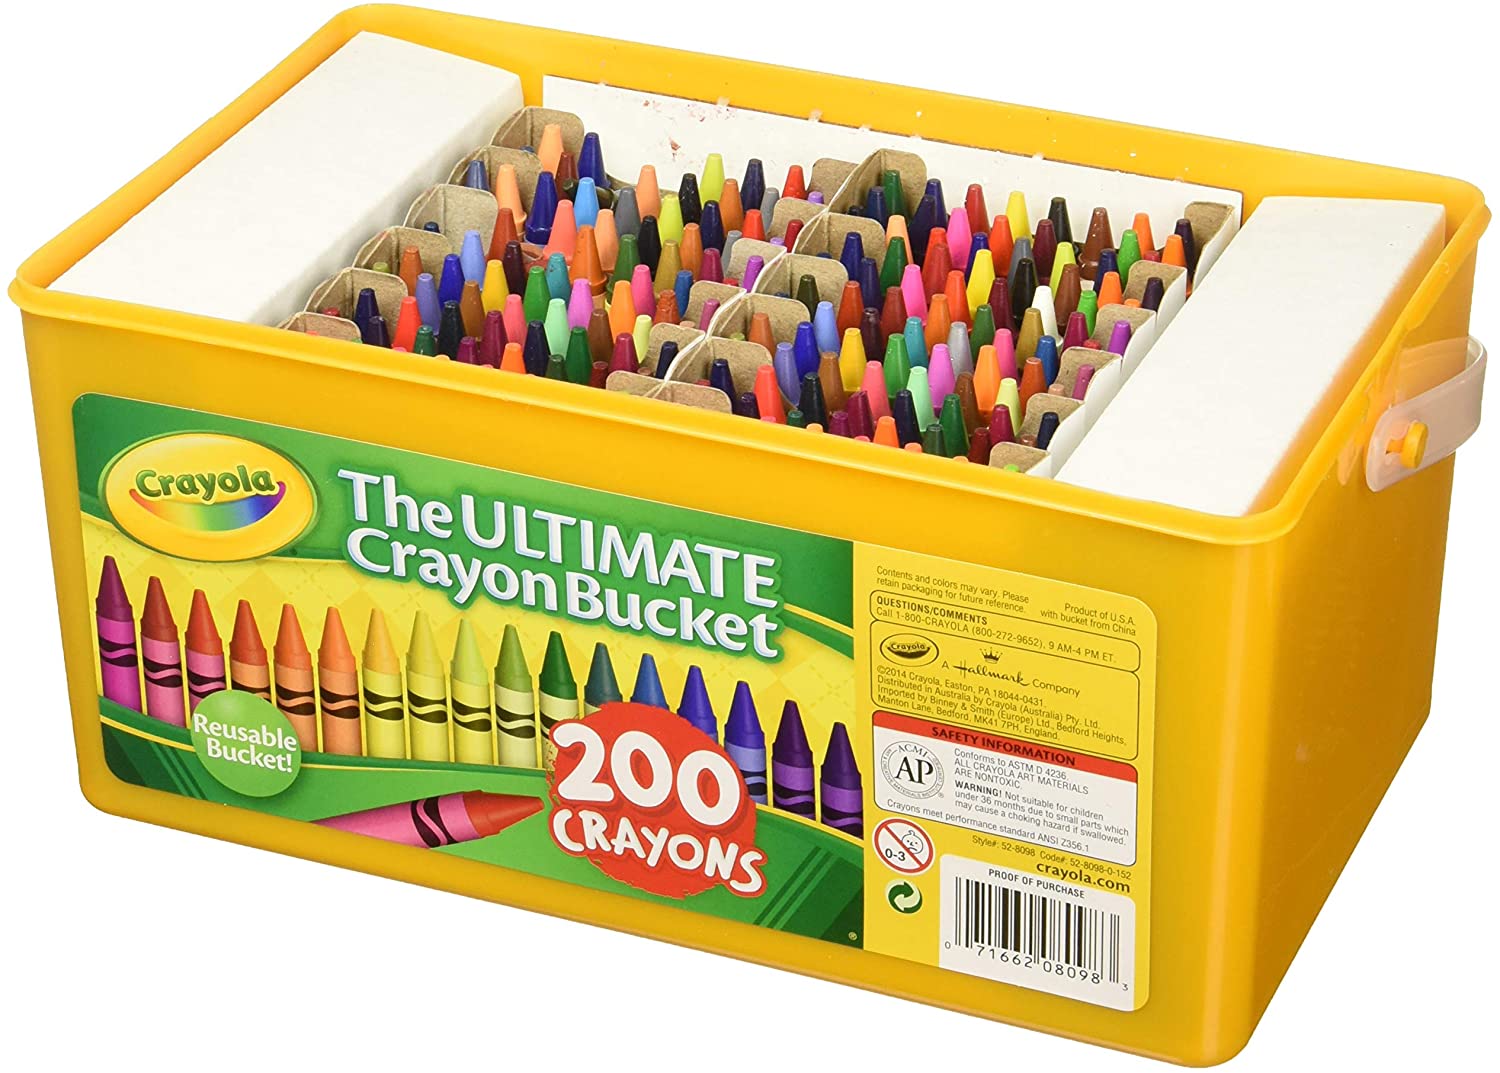 Crayola
The ULTIMATE
Crayon Bucket
Reusable
Bucket!
200
CRAYONS
®
Contents and colors may vary. Please
retain packaging for future reference.
Product of U.S.A.
with bucket from China
QUESTIONS/COMMENTS
Call 1-800-CRAYOLA (800-272-9652), 9 AM-4 PM ET.
Crayola
A Hallmark Company
©2014 Crayola, Easton, PA 18044-0431.
Distributed in Australia by Crayola (Australia) Pty. Ltd.
Imported by Binney & Smith (Europe) Ltd., Bedford Heights,
Manton Lane, Bedford, MK41 7PH, England.
SAFETY INFORMATION
ACMI
AP
Conforms to ASTM D 4236.
ALL CRAYOLA ART MATERIALS
ARE NONTOXIC.
WARNING! Not suitable for children
under 36 months due to small parts which
may cause a choking hazard if swallowed.
Crayons meet performance standard ANSI Z356.1
0-3
Style#: 52-8098 Code#: 52-8098-0-152
crayola.com
PROOF OF PURCHASE
0 71662 08098 3